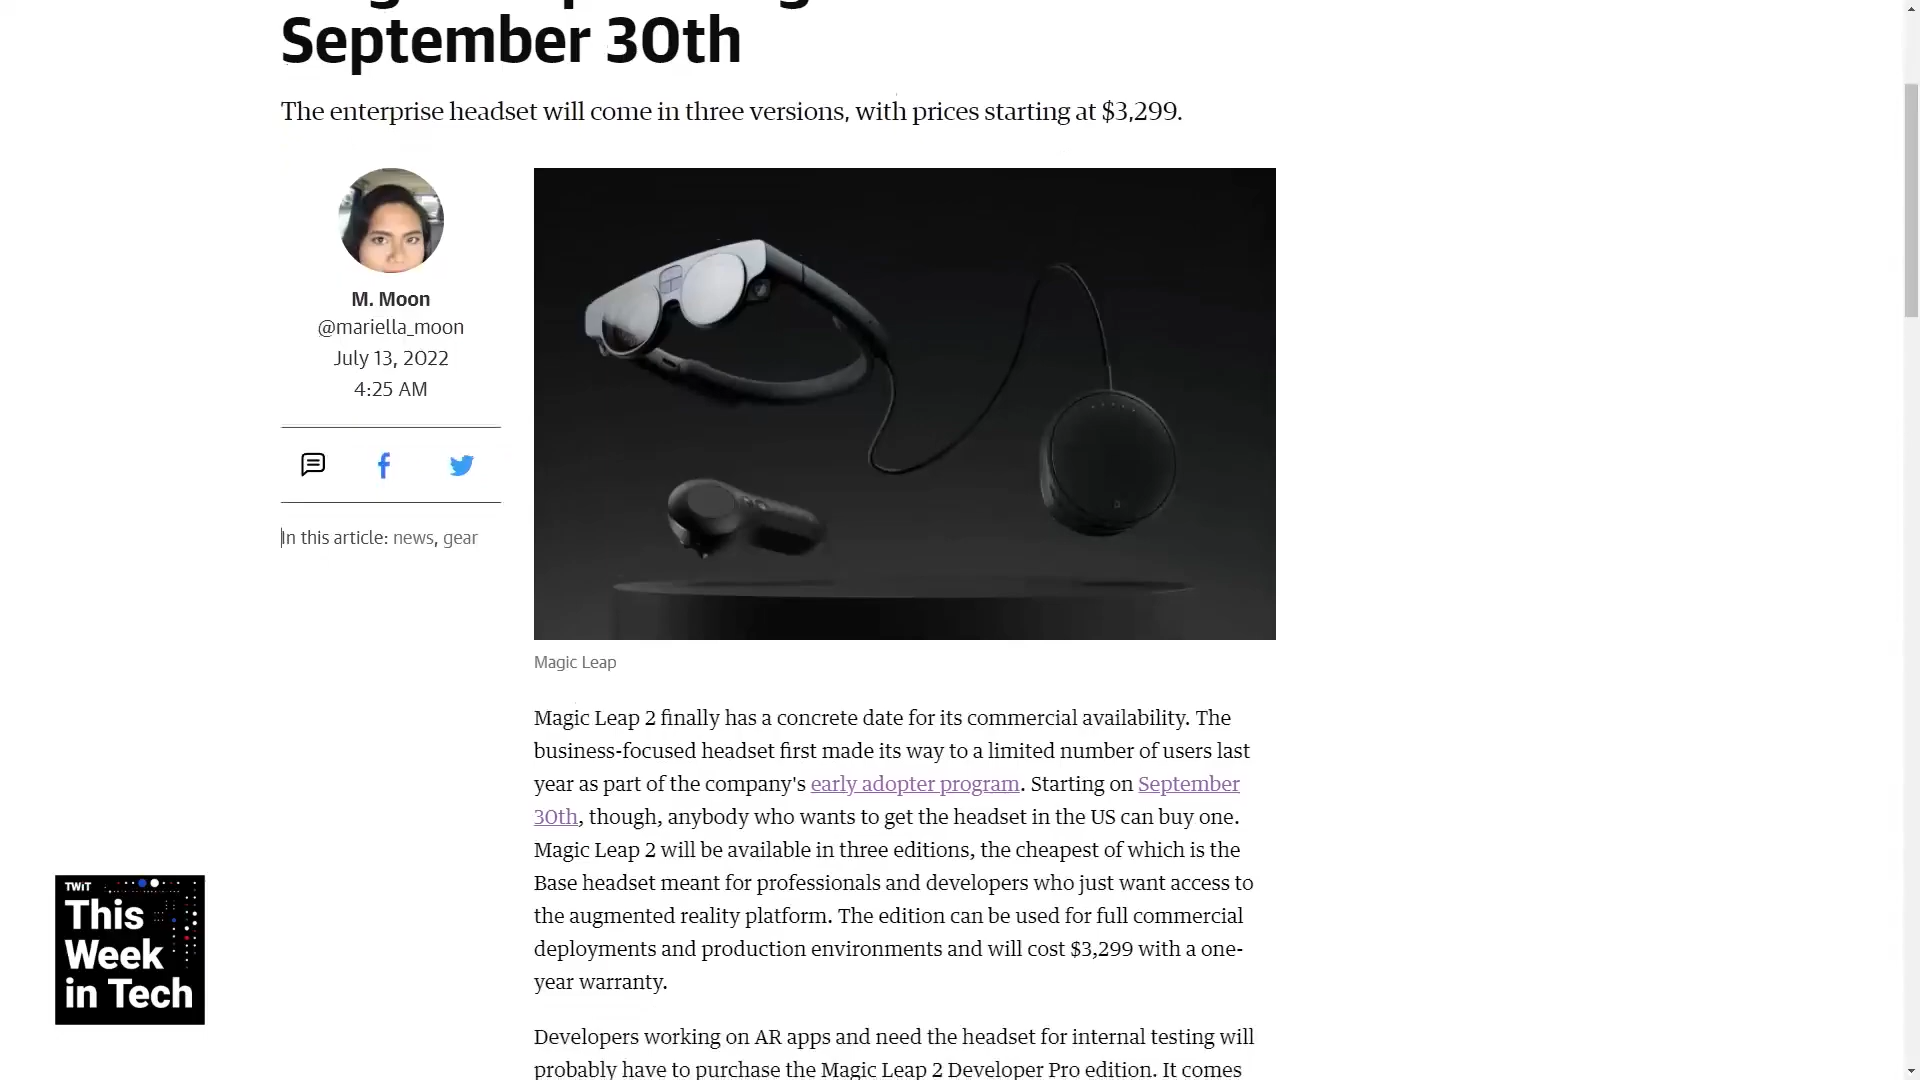 September 30th
The enterprise headset will come in three versions, with prices starting at $3,299.
M. Moon
@mariella_moon
July 13, 2022
4:25 AM
In this article: news, gear
Magic Leap
Magic Leap 2 finally has a concrete date for its commercial availability. The
business-focused headset first made its way to a limited number of users last
year as part of the company's early adopter program. Starting on September
30th, though, anybody who wants to get the headset in the US can buy one.
Magic Leap 2 will be available in three editions, the cheapest of which is the
Base headset meant for professionals and developers who just want access to
the augmented reality platform. The edition can be used for full commercial
deployments and production environments and will cost $3,299 with a one-
year warranty.
Developers working on AR apps and need the headset for internal testing will
probably have to purchase the Magic Leap 2 Developer Pro edition. It comes
TWiT
This
Week
in Tech